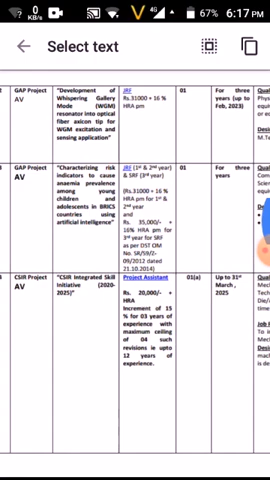 0
KB/s
4G
67%
6:17 PM
Select text
GAP Project
AV
"Development of
Whispering Gallery
Mode (WGM)
resonator into optical
fiber axicon tip for
WGM excitation and
sensing application"
JRF
Rs.31000 + 16 %
HRA pm
01
For three
years (up to
Feb, 2023)
GAP Project
AV
"Characterizing risk
indicators to cause
anaemia prevalence
among young
children and
adolescents in BRICS
countries using
artificial intelligence"
JRF (1st & 2nd year)
& SRF (3rd year)
(Rs.31000 + 16 %
HRA pm for 1st &
2nd year
and
Rs. 35,000/- +
16% HRA pm for
3rd year for SRF
as per DST OM
No. SR/S9/Z-
09/2012 dated
21.10.2014)
01
For three
years
CSIR Project
AV
"CSIR Integrated Skill
Initiative (2020-
2025)"
Project Assistant
Rs. 20,000/- +
HRA
Increment of 15
% for 03 years of
experience with
maximum ceiling
of 04 such
revisions ie upto
12 years of
experience.
01(a)
Up to 31st
March ,
2025